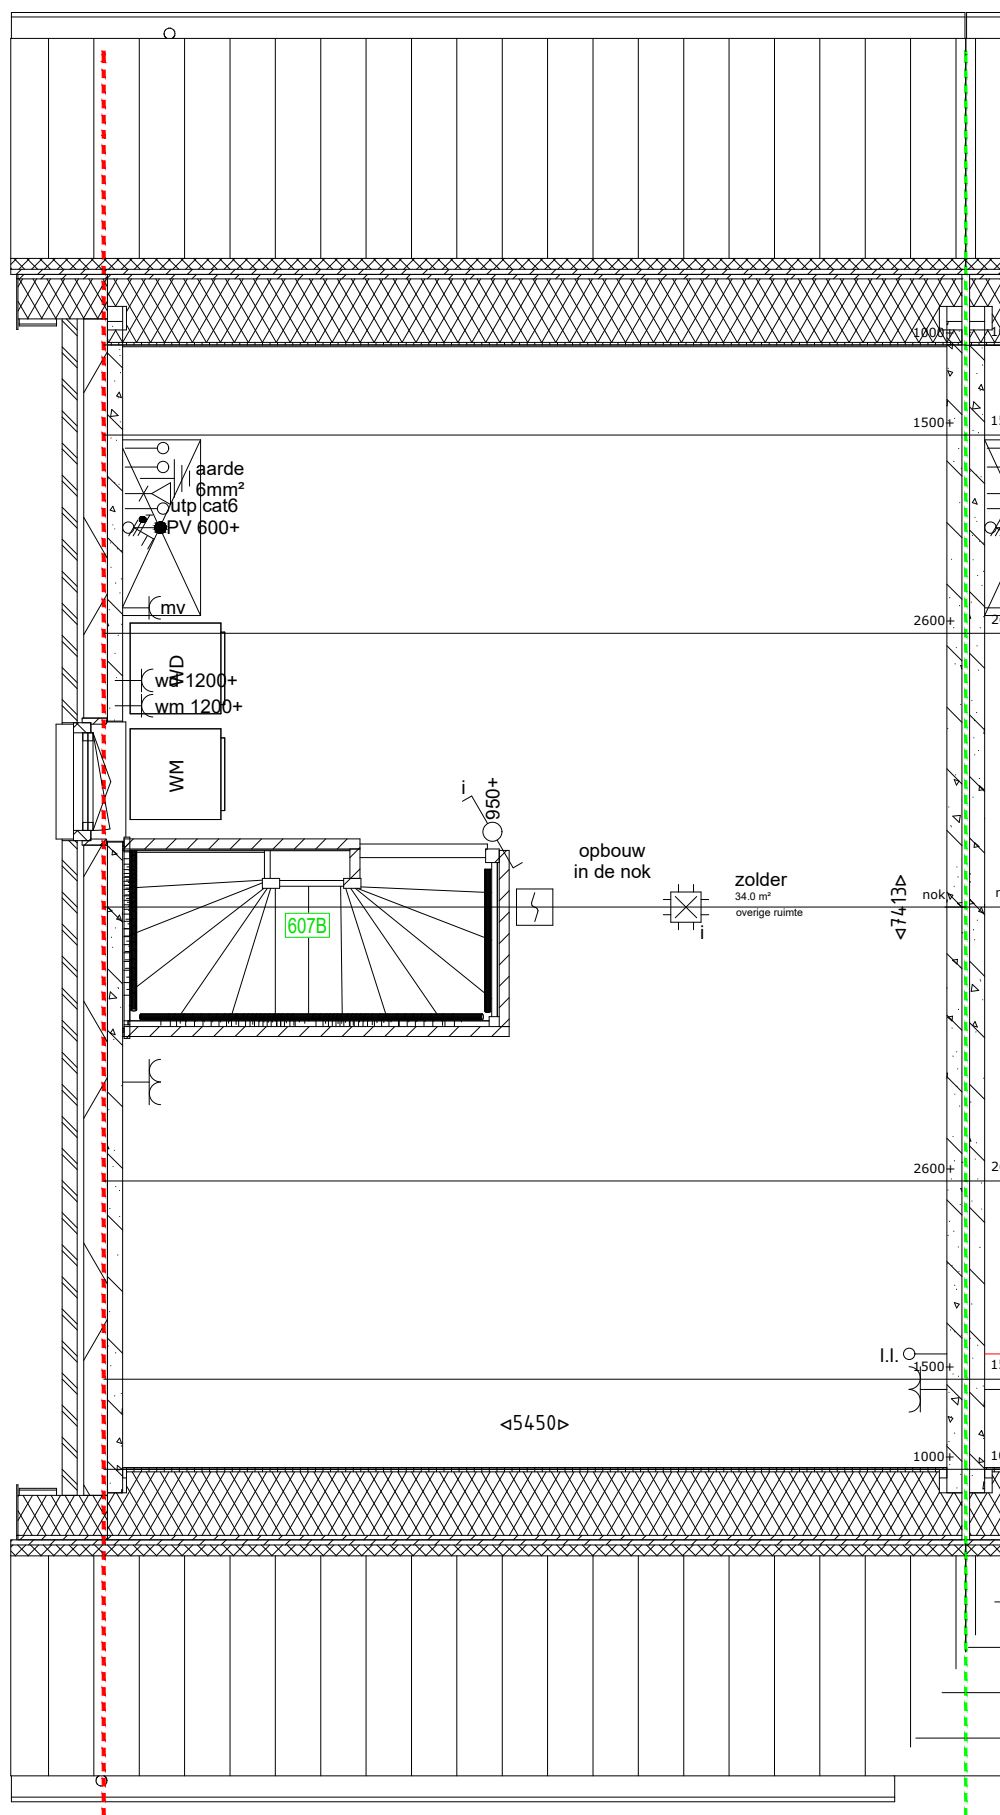 1000+
1500+
aarde
6mm²
utp cat6
PV 600+
mv
2600+
WD
wd 1200+
wm 1200+
WM
i
950+
opbouw
in de nok
zolder
34.0 m²
overige ruimte
i
◁7413▷
nok
607B
2600+
l.l.
1500+
◁5450▷
1000+